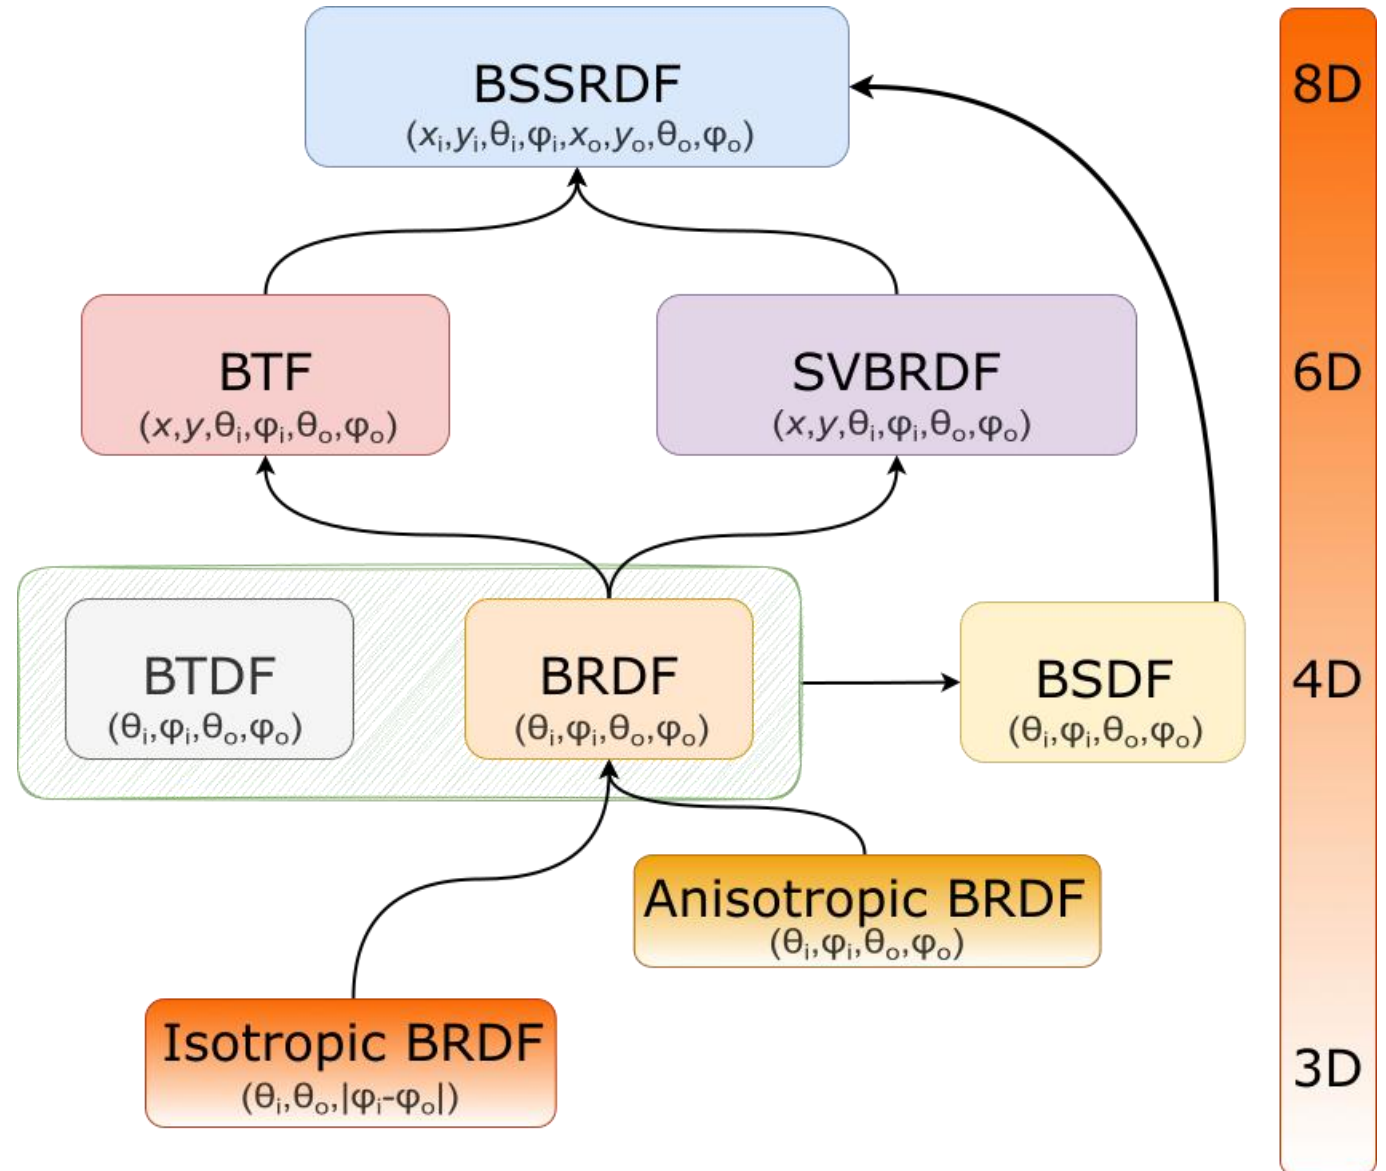 BSSRDF
8D
(xᵢ,yᵢ,θᵢ,φᵢ,xₒ,yₒ,θₒ,φₒ)
BTF
SVBRDF
6D
(x,y,θᵢ,φᵢ,θₒ,φₒ)
(x,y,θᵢ,φᵢ,θₒ,φₒ)
BTDF
BRDF
BSDF
4D
(θᵢ,φᵢ,θₒ,φₒ)
(θᵢ,φᵢ,θₒ,φₒ)
(θᵢ,φᵢ,θₒ,φₒ)
Anisotropic BRDF
(θᵢ,φᵢ,θₒ,φₒ)
Isotropic BRDF
(θᵢ,θₒ,|φᵢ-φₒ|)
3D